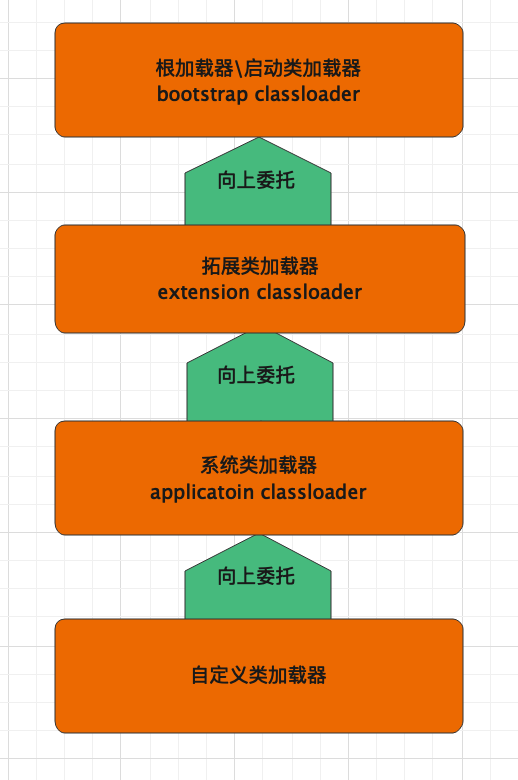 根加载器\启动类加载器
bootstrap classloader
向上委托
拓展类加载器
extension classloader
向上委托
系统类加载器
applicatoin classloader
向上委托
自定义类加载器